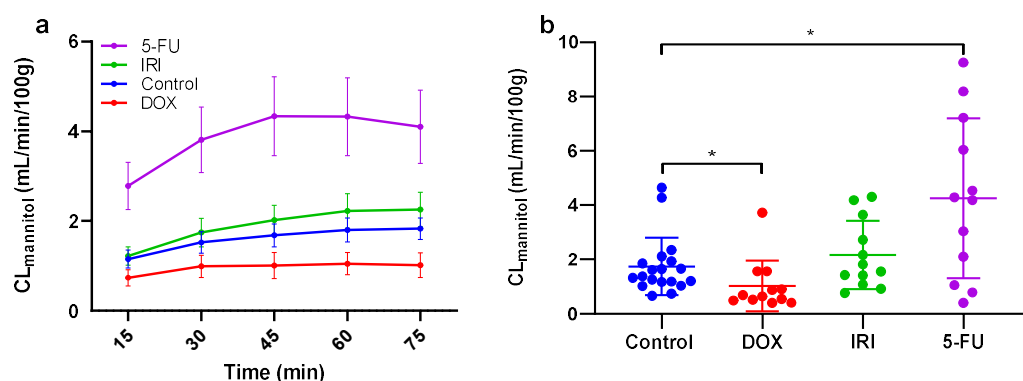 a
CLmannitol (mL/min/100g)
6
4
2
0
5-FU
IRI
Control
DOX
15 30 45 60 75
Time (min)
b
CLmannitol (mL/min/100g)
10
8
6
4
2
0
*
*
Control DOX IRI 5-FU